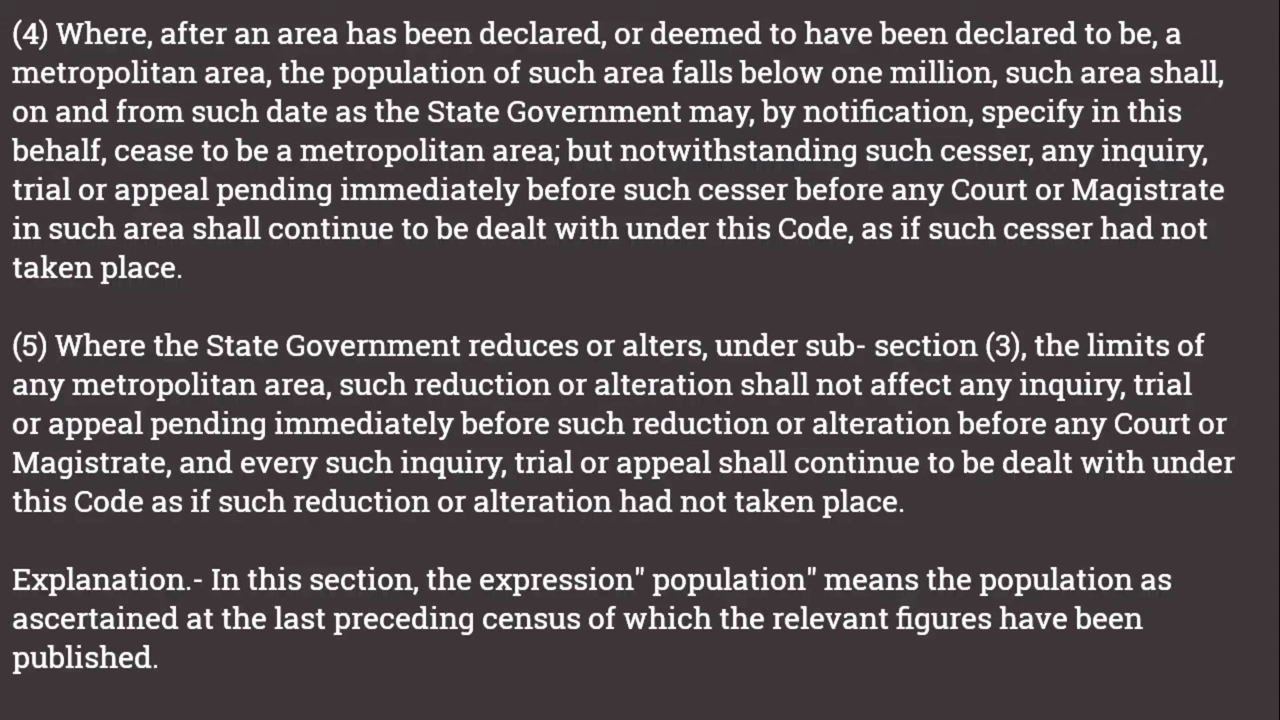 (4) Where, after an area has been declared, or deemed to have been declared to be, a
metropolitan area, the population of such area falls below one million, such area shall,
on and from such date as the State Government may, by notification, specify in this
behalf, cease to be a metropolitan area; but notwithstanding such cesser, any inquiry,
trial or appeal pending immediately before such cesser before any Court or Magistrate
in such area shall continue to be dealt with under this Code, as if such cesser had not
taken place.
(5) Where the State Government reduces or alters, under sub- section (3), the limits of
any metropolitan area, such reduction or alteration shall not affect any inquiry, trial
or appeal pending immediately before such reduction or alteration before any Court or
Magistrate, and every such inquiry, trial or appeal shall continue to be dealt with under
this Code as if such reduction or alteration had not taken place.
Explanation.- In this section, the expression" population" means the population as
ascertained at the last preceding census of which the relevant figures have been
published.